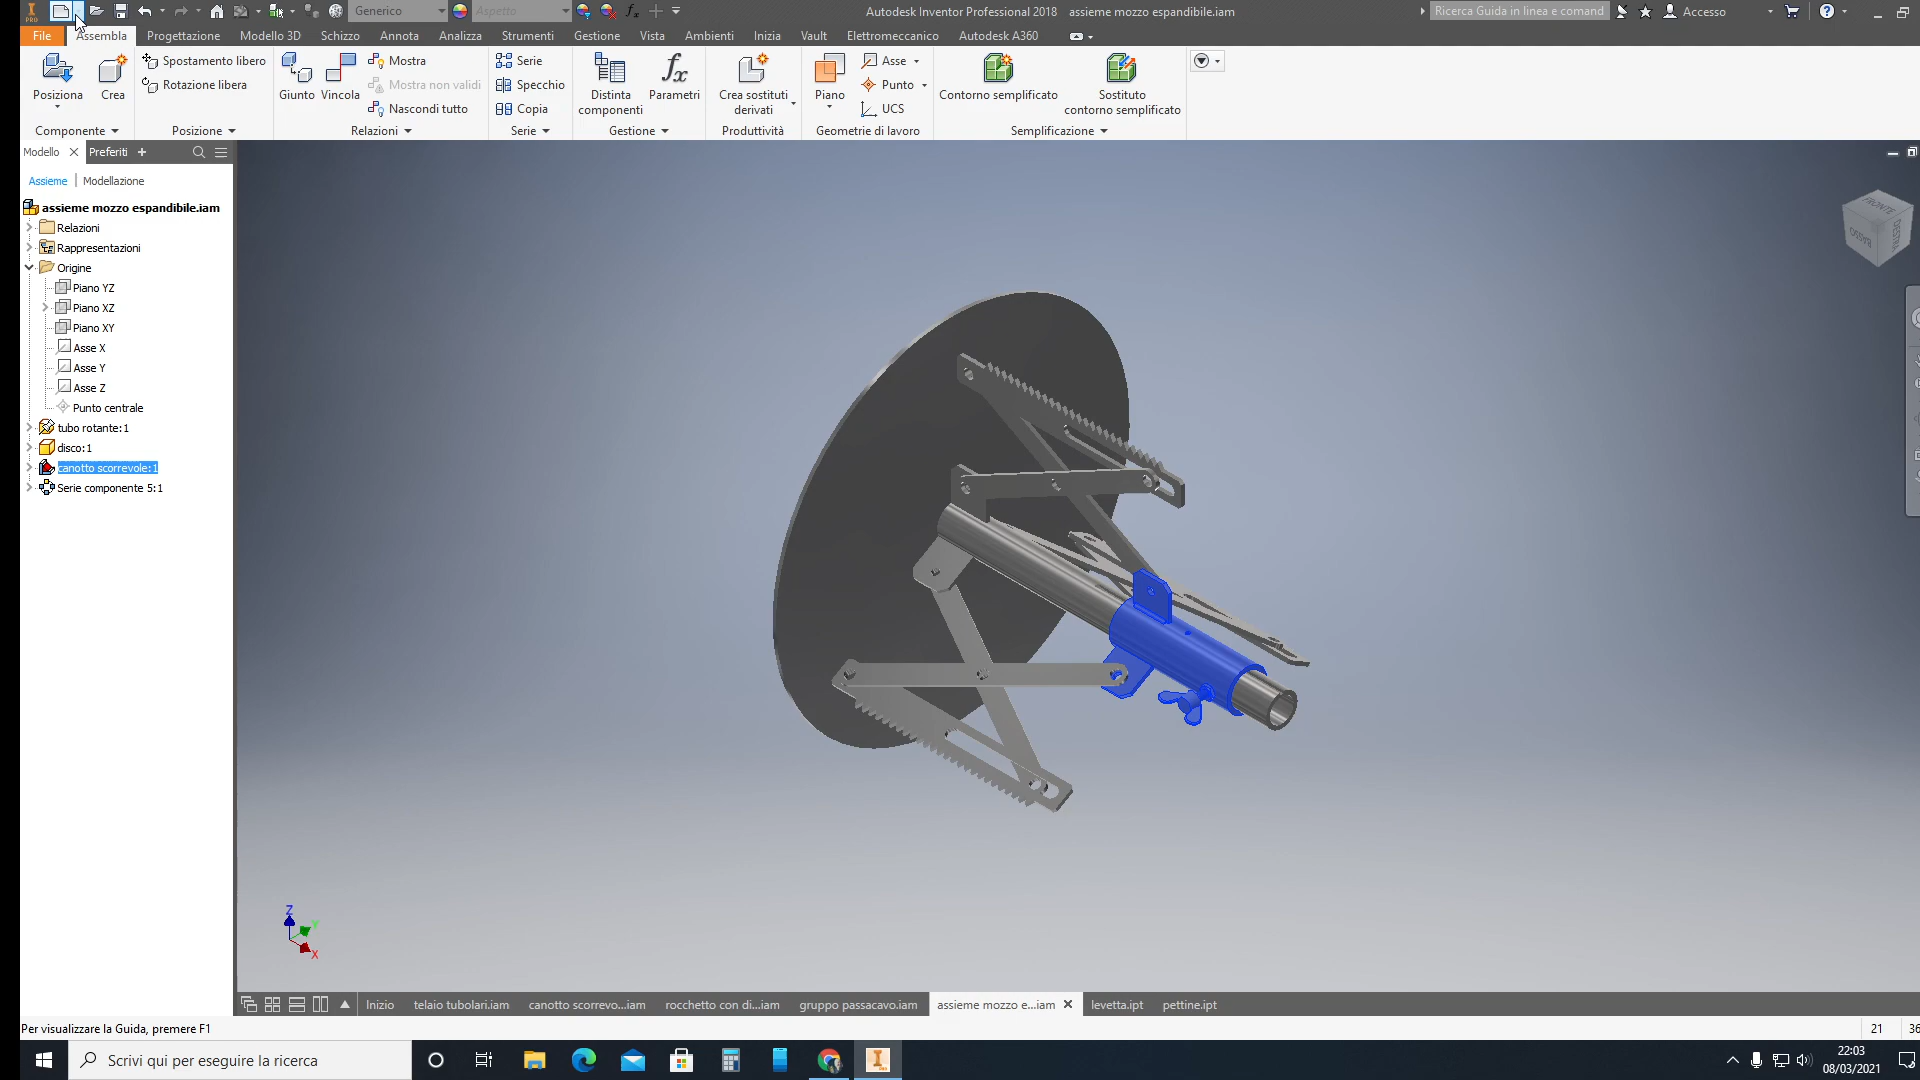 PRO
Generico
Aspetto
Autodesk Inventor Professional 2018 assieme mozzo espandibile.iam
Ricerca Guida in linea e comand
Accesso
File Assembla Progettazione Modello 3D Schizzo Annota Analizza Strumenti Gestione Vista Ambienti Inizia Vault Elettromeccanico Autodesk A360
Posiziona
Crea
Spostamento libero
Rotazione libera
Giunto
Vincola
Mostra
Mostra non validi
Nascondi tutto
Serie
Specchio
Copia
Distinta
componenti
Parametri
Crea sostituti
derivati
Piano
Asse
Punto
UCS
Contorno semplificato
Sostituto
contorno semplificato
Componente Posizione Relazioni Serie Gestione Produttività Geometrie di lavoro Semplificazione
Modello Preferiti
Assieme Modellazione
assieme mozzo espandibile.iam
Relazioni
Rappresentazioni
Origine
Piano YZ
Piano XZ
Piano XY
Asse X
Asse Y
Asse Z
Punto centrale
tubo rotante:1
disco:1
canotto scorrevole:1
Serie componente 5:1
FRONTE
DESTRA
BASSO
Z
Y
X
Inizio telaio tubolari.iam canotto scorrevo...iam rocchetto con di...iam gruppo passacavo.iam assieme mozzo e...iam levetta.ipt pettine.ipt
Per visualizzare la Guida, premere F1
21 36
Scrivi qui per eseguire la ricerca
22:03
08/03/2021